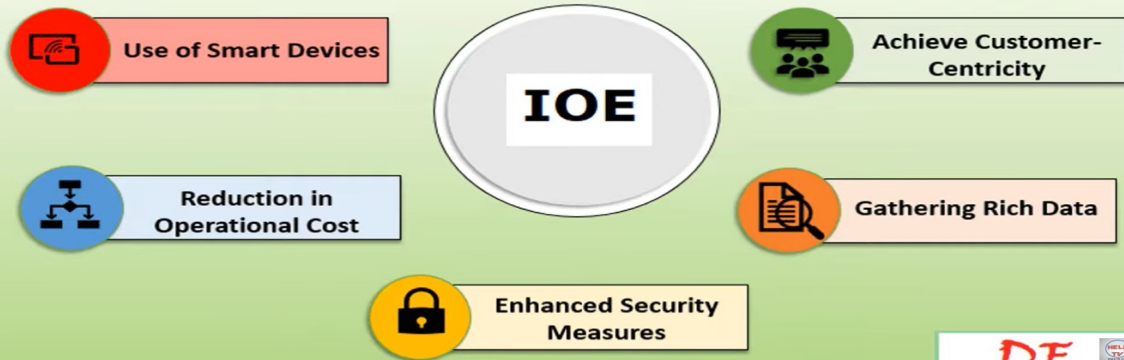 Use of Smart Devices
IOE
Achieve Customer-
Centricity
Reduction in
Operational Cost
Gathering Rich Data
Enhanced Security
Measures